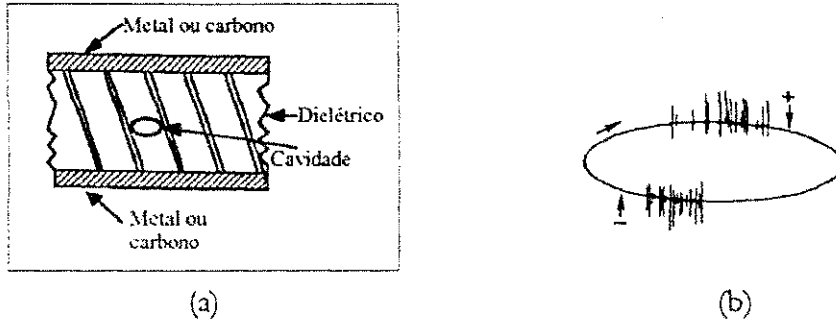 Metal ou carbono
Dielétrico
Cavidade
Metal ou
carbono
+
−
(a)
(b)